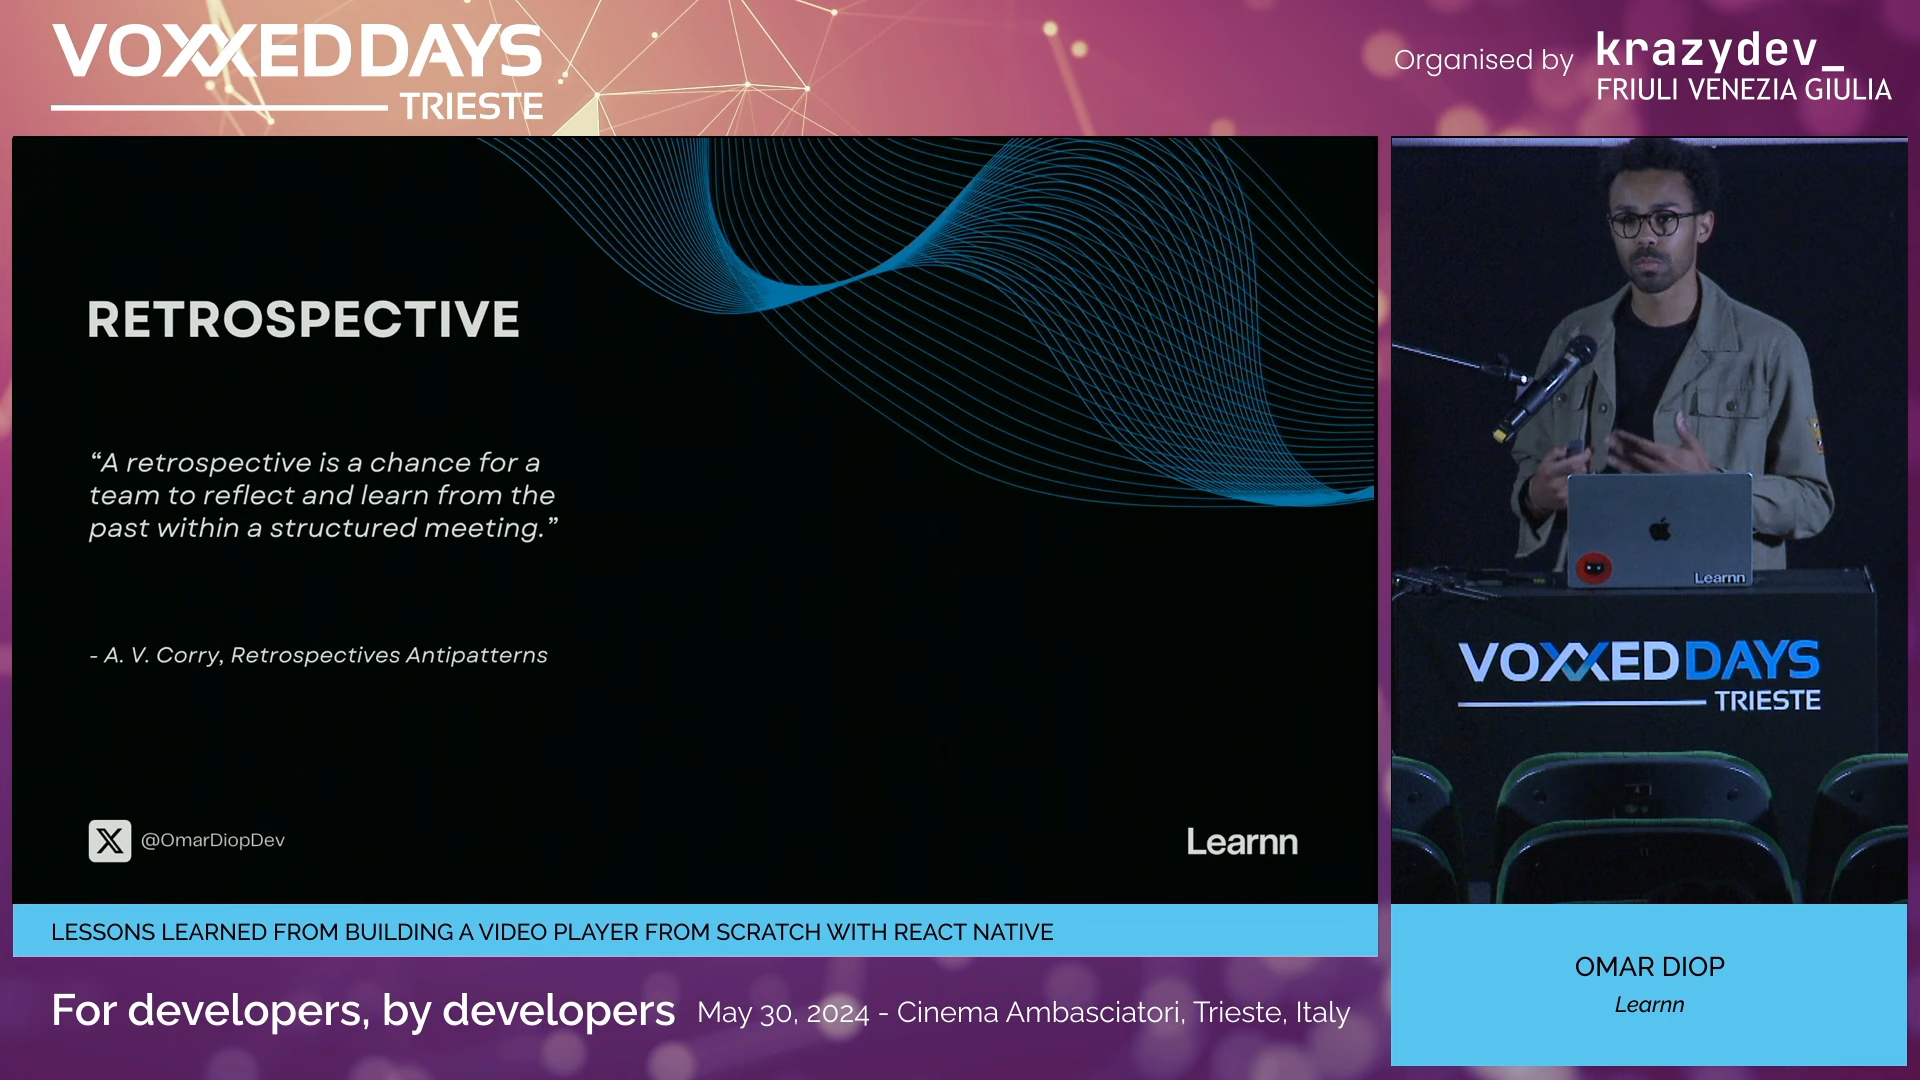 VOXXEDDAYS
TRIESTE
Organised by krazydev_
FRIULI VENEZIA GIULIA
RETROSPECTIVE
“A retrospective is a chance for a
team to reflect and learn from the
past within a structured meeting.”
- A. V. Corry, Retrospectives Antipatterns
@OmarDiopDev
Learnn
Learnn
VOXXEDDAYS
TRIESTE
LESSONS LEARNED FROM BUILDING A VIDEO PLAYER FROM SCRATCH WITH REACT NATIVE
OMAR DIOP
Learnn
For developers, by developers May 30, 2024 - Cinema Ambasciatori, Trieste, Italy